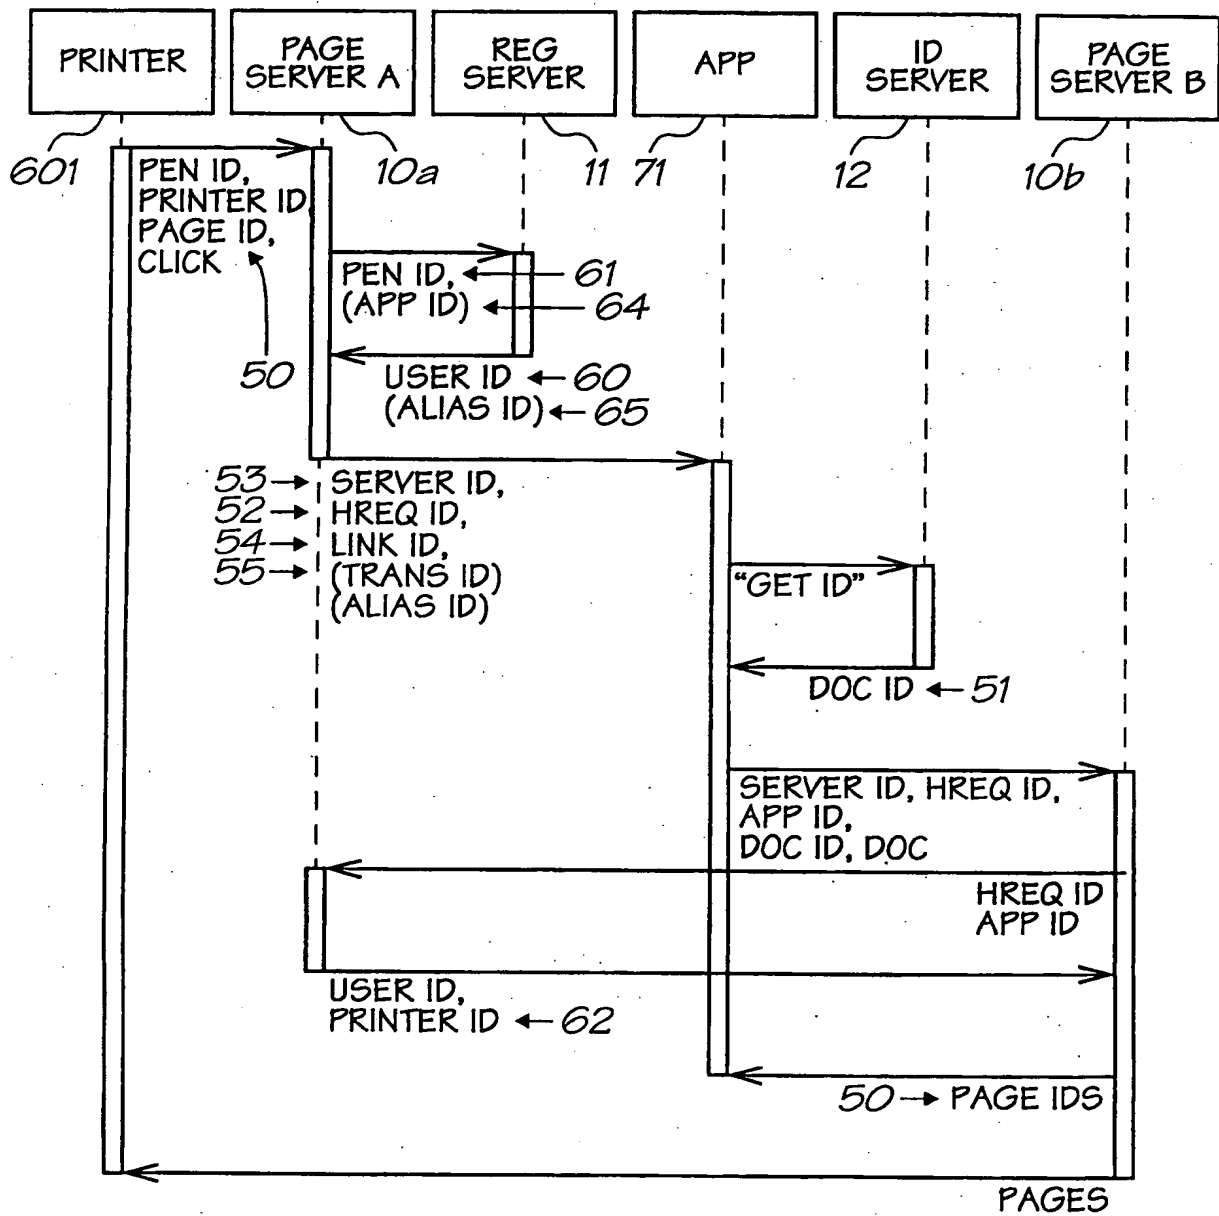 PRINTER
PAGE
SERVER A
REG
SERVER
APP
ID
SERVER
PAGE
SERVER B
601
10a
11
71
12
10b
PEN ID,
PRINTER ID,
PAGE ID,
CLICK
50
PEN ID, 61
(APP ID) 64
USER ID 60
(ALIAS ID) 65
53 SERVER ID,
52 HREQ ID,
54 LINK ID,
55 (TRANS ID)
(ALIAS ID)
"GET ID"
DOC ID 51
SERVER ID, HREQ ID,
APP ID,
DOC ID, DOC
HREQ ID
APP ID
USER ID,
PRINTER ID 62
50 PAGE IDS
PAGES